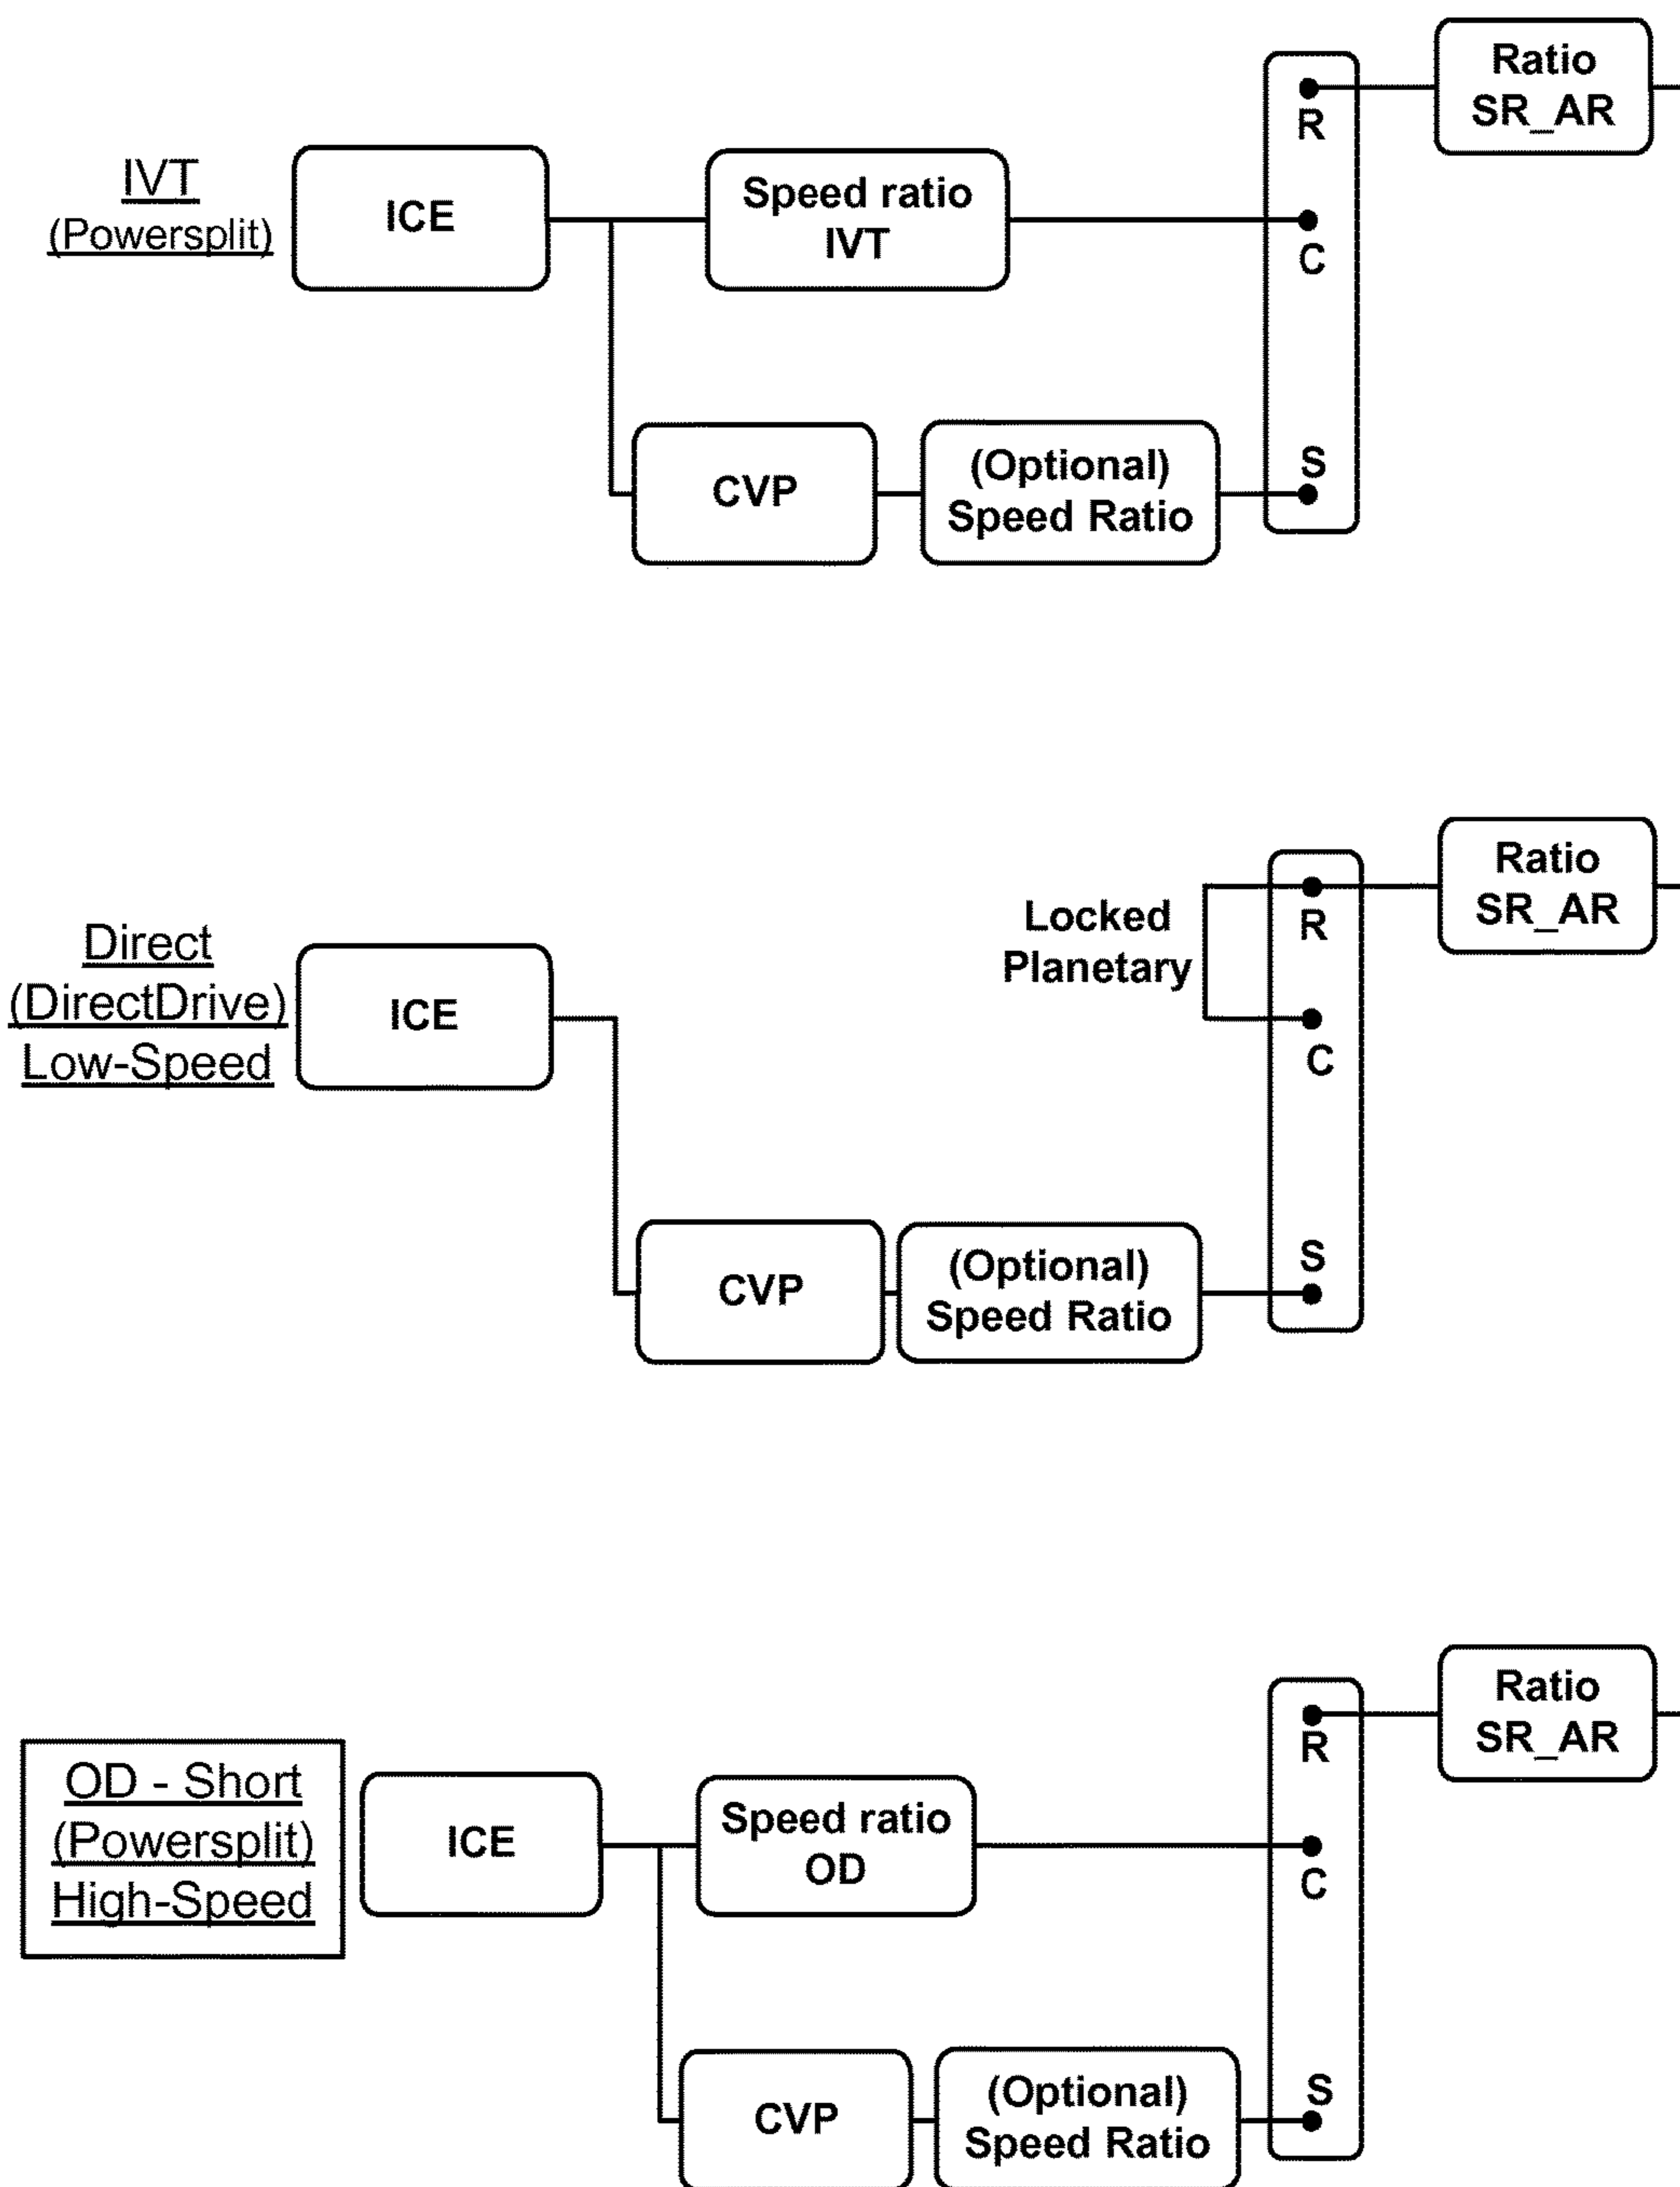 IVT
(Powersplit)
ICE
Speed ratio
IVT
R
C
S
Ratio
SR_AR
CVP
(Optional)
Speed Ratio
Direct
(DirectDrive)
Low-Speed
ICE
Locked
Planetary
R
C
S
Ratio
SR_AR
CVP
(Optional)
Speed Ratio
OD - Short
(Powersplit)
High-Speed
ICE
Speed ratio
OD
R
C
S
Ratio
SR_AR
CVP
(Optional)
Speed Ratio